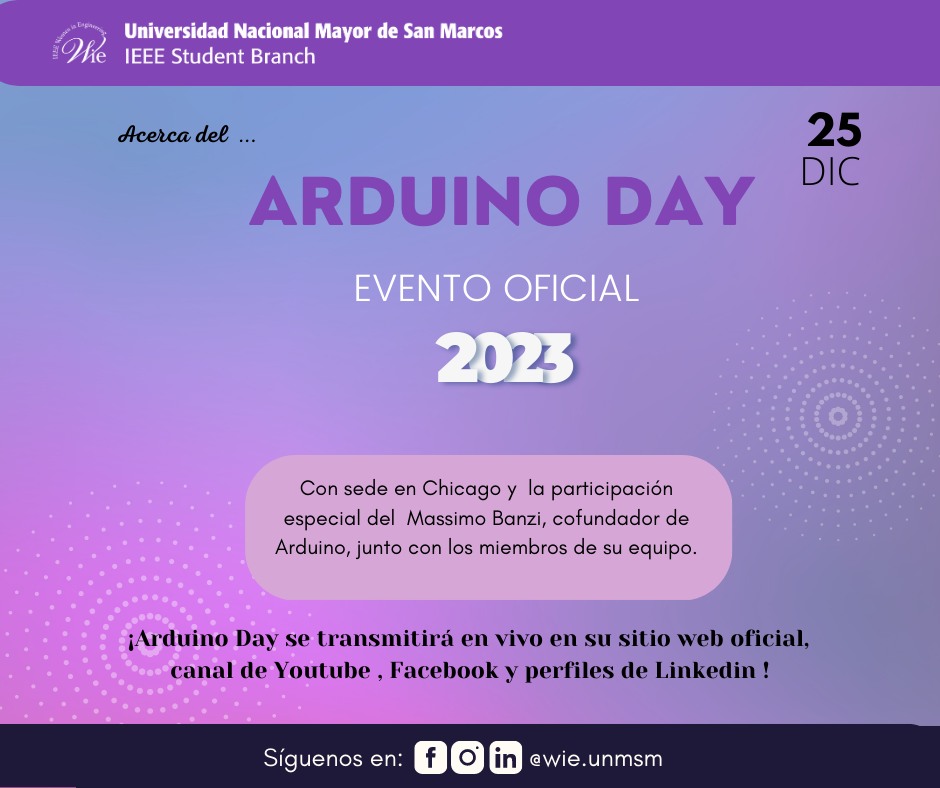 IEEE Women in Engineering
Wie
Universidad Nacional Mayor de San Marcos
IEEE Student Branch
Acerca del ...
25
DIC
ARDUINO DAY
EVENTO OFICIAL
2023
Con sede en Chicago y la participación
especial del Massimo Banzi, cofundador de
Arduino, junto con los miembros de su equipo.
¡Arduino Day se transmitirá en vivo en su sitio web oficial,
canal de Youtube , Facebook y perfiles de Linkedin !
Síguenos en: f in @wie.unmsm